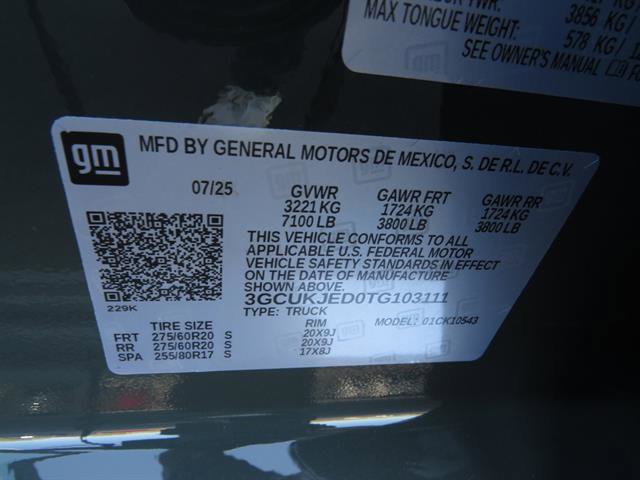 3856 KG /
MAX TONGUE WEIGHT:
578 KG /
SEE OWNER'S MANUAL
gm
MFD BY GENERAL MOTORS DE MEXICO, S. DE R.L. DE C.V.
07/25 GVWR GAWR FRT GAWR RR
3221 KG 1724 KG 1724 KG
7100 LB 3800 LB 3800 LB
THIS VEHICLE CONFORMS TO ALL
APPLICABLE U.S. FEDERAL MOTOR
VEHICLE SAFETY STANDARDS IN EFFECT
ON THE DATE OF MANUFACTURE
SHOWN ABOVE.
3GCUKJED0TG103111
TYPE: TRUCK MODEL: 01CK10543
229K
TIRE SIZE RIM
FRT 275/60R20 S 20X9J
RR 275/60R20 S 20X9J
SPA 255/80R17 S 17X8J